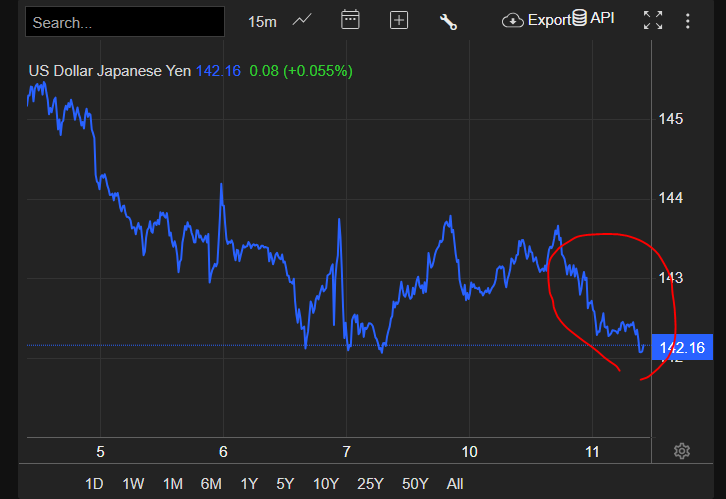 Search... 15m Export API
US Dollar Japanese Yen 142.16 0.08 (+0.055%)
145
144
143
142.16
5 6 7 10 11
1D 1W 1M 6M 1Y 5Y 10Y 25Y 50Y All